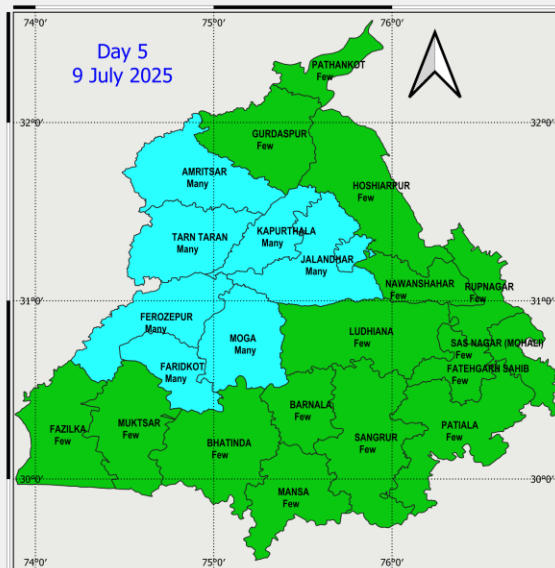 74°0' 75°0' 76°0'
Day 5
9 July 2025
PATHANKOT
Few
32°0' 32°0'
GURDASPUR
Few
AMRITSAR
Many
HOSHIARPUR
Few
KAPURTHALA
Many
TARN TARAN
Many
JALANDHAR
Many
NAWANSHAHAR
Few
RUPNAGAR
Few
31°0' 31°0'
FEROZEPUR
Many
MOGA
Many
LUDHIANA
Few
SAS NAGAR (MOHALI)
Few
FARIDKOT
Many
FATEHGARH SAHIB
Few
BARNALA
Few
FAZILKA
Few
MUKTSAR
Few
BHATINDA
Few
SANGRUR
Few
PATIALA
Few
30°0' 30°0'
MANSA
Few
74°0' 75°0' 76°0'